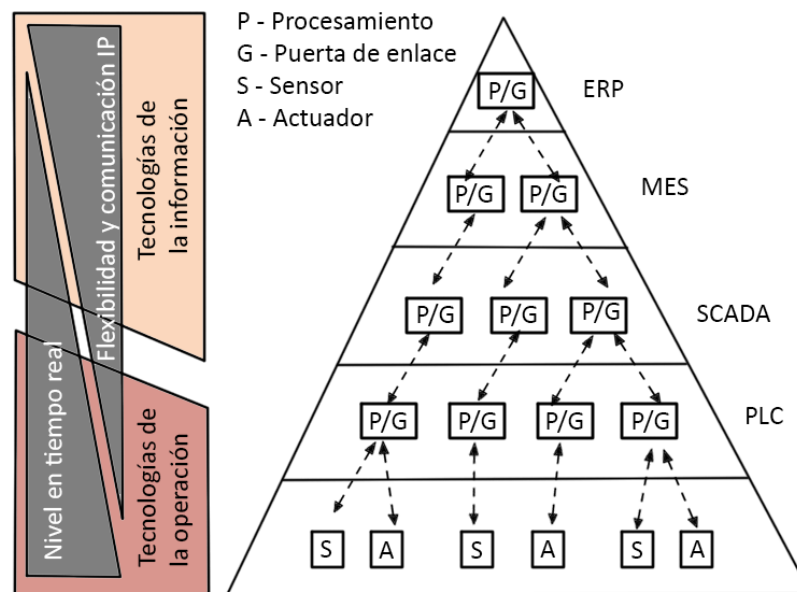 P - Procesamiento
G - Puerta de enlace
S - Sensor
A - Actuador
Flexibilidad y comunicación IP
Tecnologías de
la información
Nivel en tiempo real
Tecnologías de
la operación
P/G
ERP
P/G P/G
MES
P/G P/G P/G
SCADA
P/G P/G P/G P/G
PLC
S A S A S A